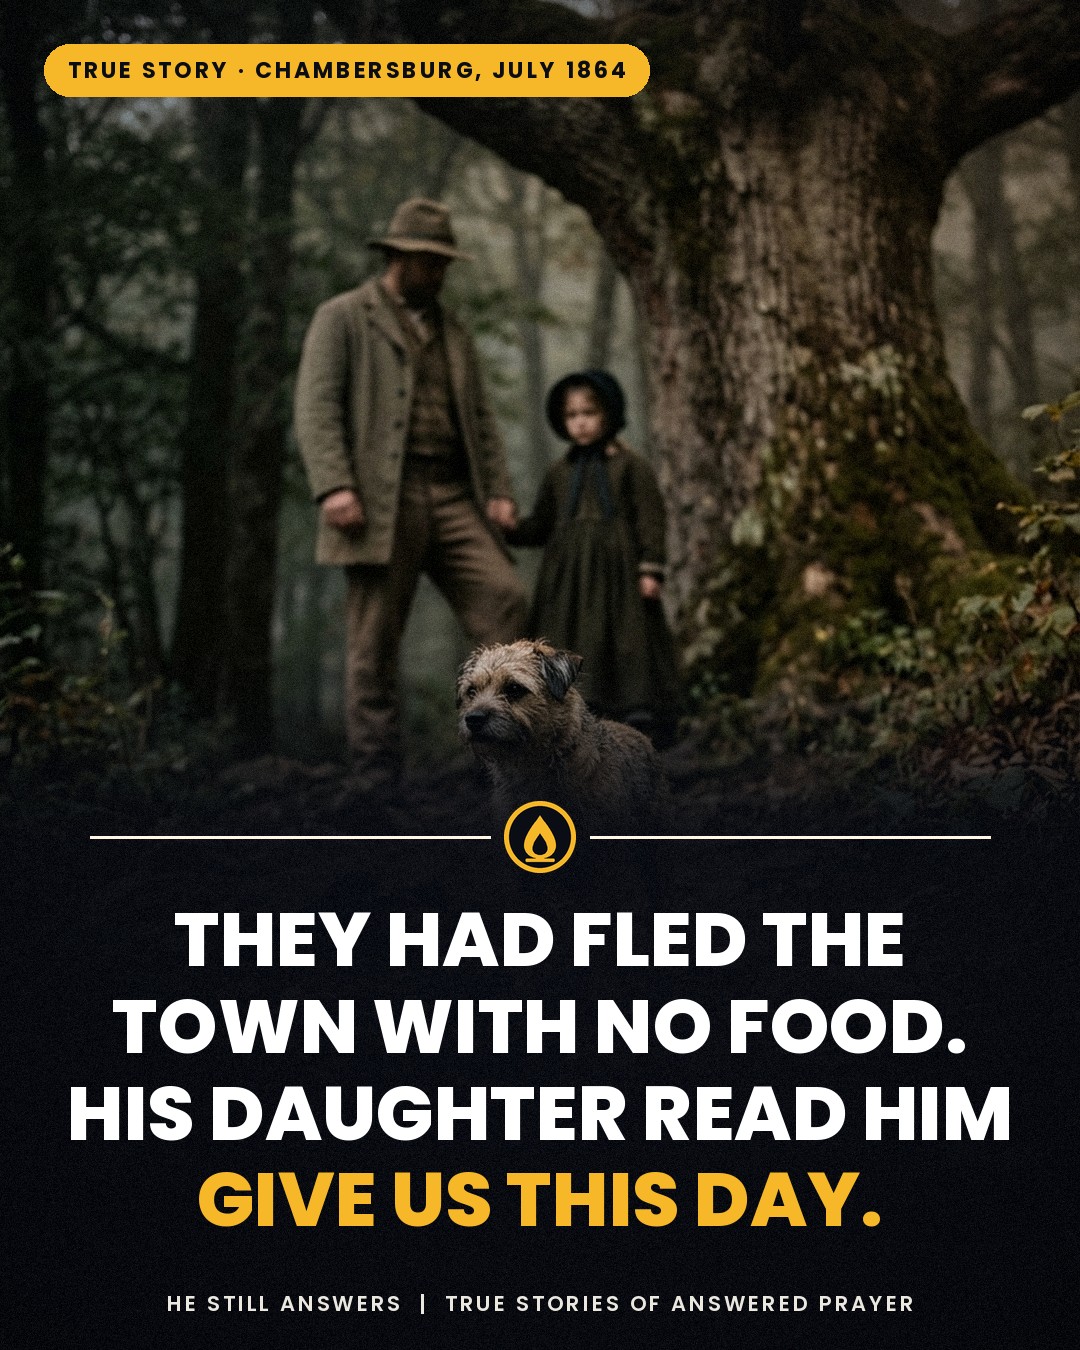 TRUE STORY · CHAMBERSBURG, JULY 1864
THEY HAD FLED THE
TOWN WITH NO FOOD.
HIS DAUGHTER READ HIM
GIVE US THIS DAY.
HE STILL ANSWERS | TRUE STORIES OF ANSWERED PRAYER